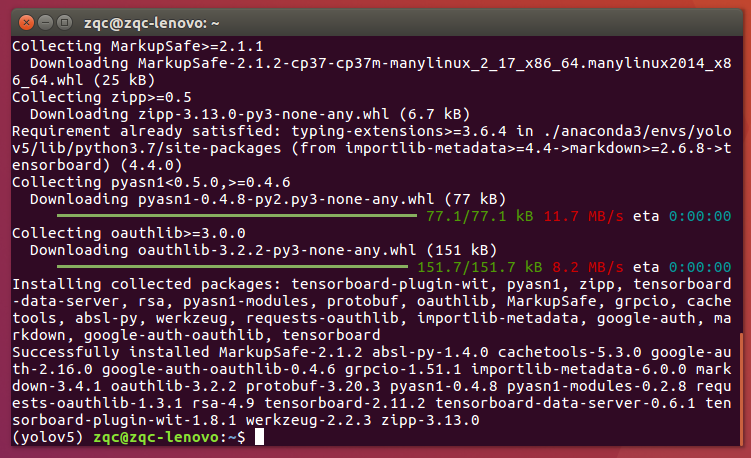 zqc@zqc-lenovo: ~
Collecting MarkupSafe>=2.1.1
  Downloading MarkupSafe-2.1.2-cp37-cp37m-manylinux_2_17_x86_64.manylinux2014_x8
6_64.whl (25 kB)
Collecting zipp>=0.5
  Downloading zipp-3.13.0-py3-none-any.whl (6.7 kB)
Requirement already satisfied: typing-extensions>=3.6.4 in ./anaconda3/envs/yolo
v5/lib/python3.7/site-packages (from importlib-metadata>=4.4->markdown>=2.6.8->t
ensorboard) (4.4.0)
Collecting pyasn1<0.5.0,>=0.4.6
  Downloading pyasn1-0.4.8-py2.py3-none-any.whl (77 kB)
77.1/77.1 kB 11.7 MB/s eta 0:00:00
Collecting oauthlib>=3.0.0
  Downloading oauthlib-3.2.2-py3-none-any.whl (151 kB)
151.7/151.7 kB 8.2 MB/s eta 0:00:00
Installing collected packages: tensorboard-plugin-wit, pyasn1, zipp, tensorboard
-data-server, rsa, pyasn1-modules, protobuf, oauthlib, MarkupSafe, grpcio, cache
tools, absl-py, werkzeug, requests-oauthlib, importlib-metadata, google-auth, ma
rkdown, google-auth-oauthlib, tensorboard
Successfully installed MarkupSafe-2.1.2 absl-py-1.4.0 cachetools-5.3.0 google-au
th-2.16.0 google-auth-oauthlib-0.4.6 grpcio-1.51.1 importlib-metadata-6.0.0 mark
down-3.4.1 oauthlib-3.2.2 protobuf-3.20.3 pyasn1-0.4.8 pyasn1-modules-0.2.8 requ
ests-oauthlib-1.3.1 rsa-4.9 tensorboard-2.11.2 tensorboard-data-server-0.6.1 ten
sorboard-plugin-wit-1.8.1 werkzeug-2.2.3 zipp-3.13.0
(yolov5) zqc@zqc-lenovo:~$